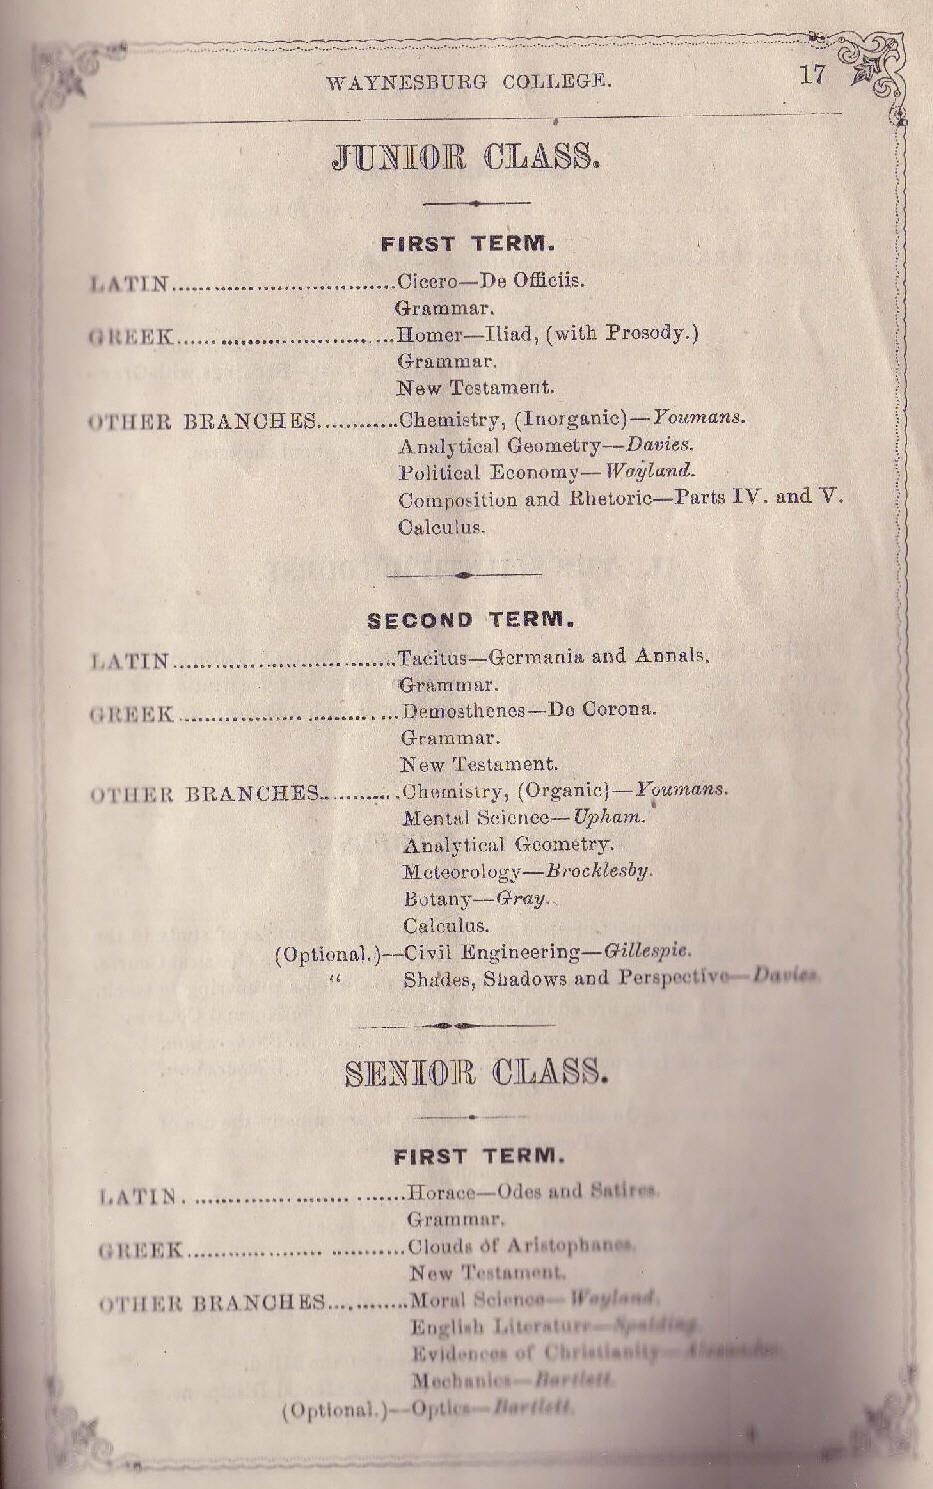 WAYNESBURG COLLEGE. 17
JUNIOR CLASS.
FIRST TERM.
LATIN..............................Cicero—De Officiis.
Grammar.
GREEK..............................Homer—Iliad, (with Prosody.)
Grammar.
New Testament.
OTHER BRANCHES............Chemistry, (Inorganic)—Youmans.
Analytical Geometry—Davies.
Political Economy—Wayland.
Composition and Rhetoric—Parts IV. and V.
Calculus.
SECOND TERM.
LATIN..............................Tacitus—Germania and Annals.
Grammar.
GREEK..............................Demosthenes—De Corona.
Grammar.
New Testament.
OTHER BRANCHES............Chemistry, (Organic)—Youmans.
Mental Science—Upham.
Analytical Geometry.
Meteorology—Brocklesby.
Botany—Gray.
Calculus.
(Optional.)—Civil Engineering—Gillespie.
“ Shades, Shadows and Perspective—Davies.
SENIOR CLASS.
FIRST TERM.
LATIN..............................Horace—Odes and Satires.
Grammar.
GREEK..............................Clouds of Aristophanes.
New Testament.
OTHER BRANCHES............Moral Science—Wayland.
English Literature—Spalding.
Evidences of Christianity—Alexander.
Mechanics—Bartlett.
(Optional.)—Optics—Bartlett.